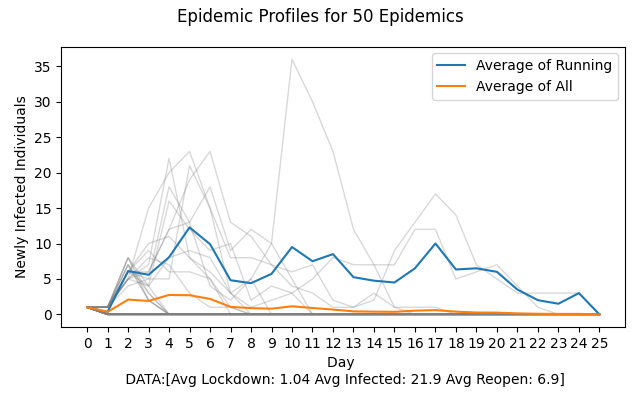 Epidemic Profiles for 50 Epidemics
Average of Running
Average of All
Newly Infected Individuals
35
30
25
20
15
10
5
0
0 1 2 3 4 5 6 7 8 9 10 11 12 13 14 15 16 17 18 19 20 21 22 23 24 25
Day
DATA:[Avg Lockdown: 1.04 Avg Infected: 21.9 Avg Reopen: 6.9]